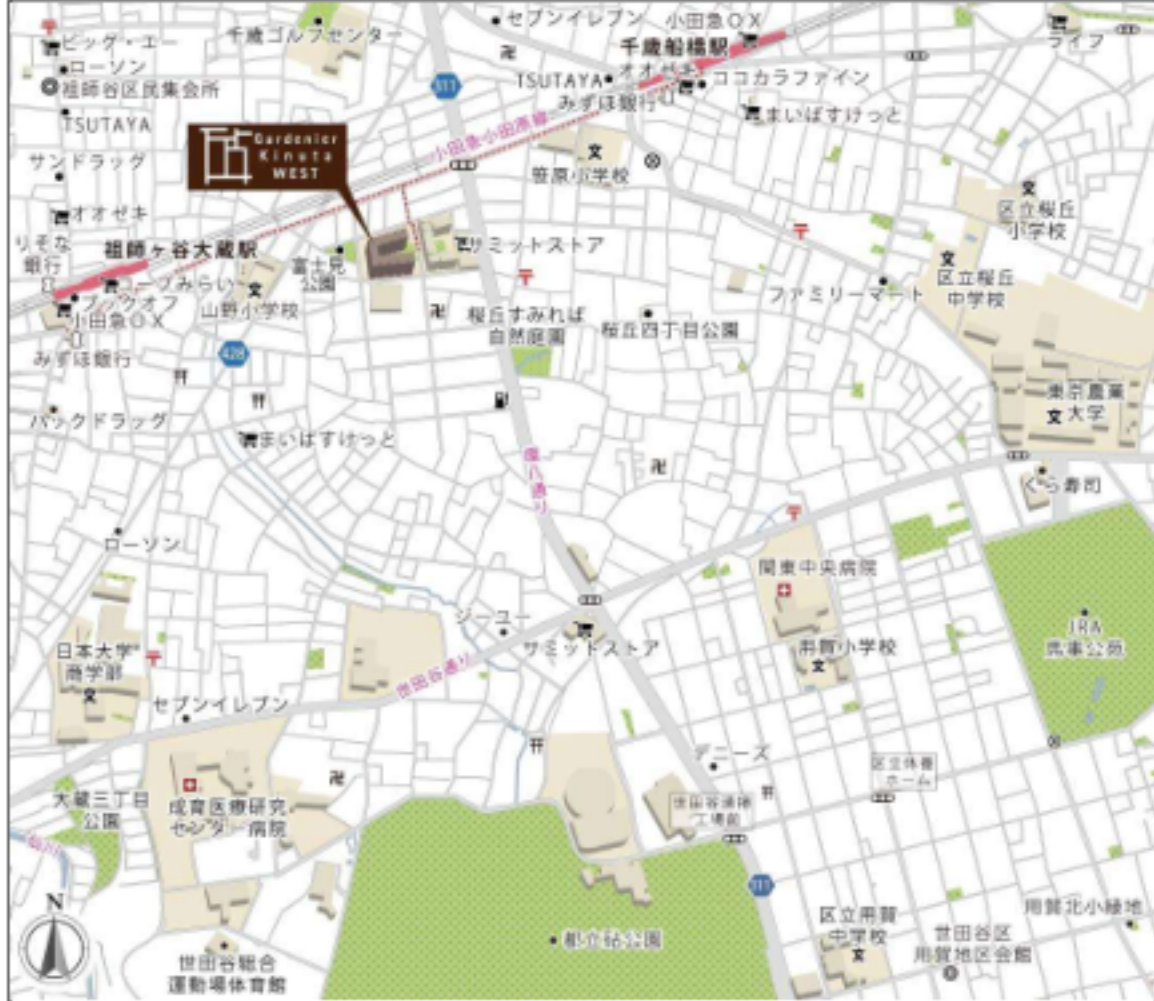 セブンイレブン
小田急OX
ビッグ・エー
千歳ゴルフセンター
千歳船橋駅
ライフ
ローソン
オオゼキ
祖師谷区民集会所
TSUTAYA
ココカラファイン
みずほ銀行
まいばすけっと
TSUTAYA
311
小田急小田原線
Gardenier
Kinuta
WEST
サンドラッグ
笹原小学校
区立桜丘
小学校
オオゼキ
りそな
銀行
祖師ヶ谷大蔵駅
サミットストア
富士見
公園
コープみらい
ブックオフ
小田急OX
山野小学校
ファミリーマート
区立桜丘
中学校
桜丘すみれば
自然庭園
桜丘四丁目公園
みずほ銀行
428
パックドラッグ
東京農業
大学
まいばすけっと
環八通り
くら寿司
ローソン
関東中央病院
ジーユー
JRA
馬事公苑
日本大学
商学部
サミットストア
用賀小学校
世田谷通り
セブンイレブン
デニーズ
区立休養
ホーム
大蔵三丁目
公園
成育医療研究
センター病院
世田谷清掃
工場前
仙川
N
311
都立砧公園
区立用賀
中学校
用賀北小緑地
世田谷区
用賀地区会館
世田谷総合
運動場体育館